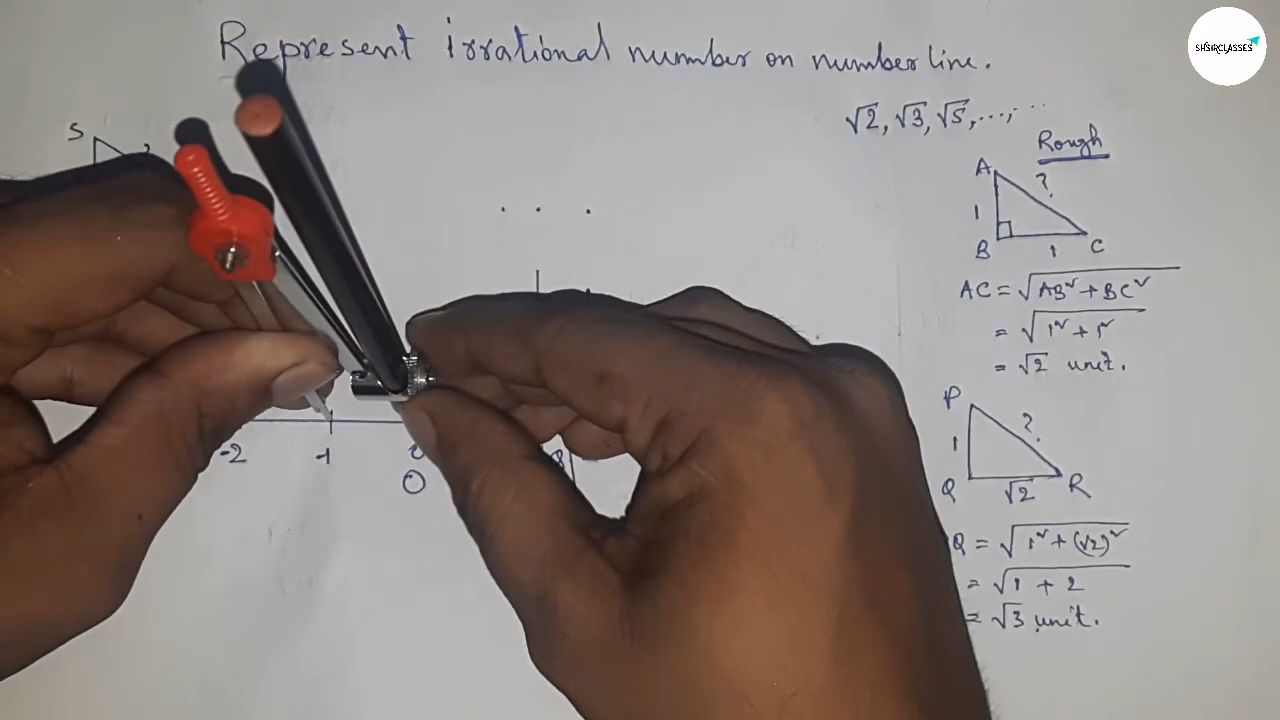 Represent irrational number on number line.
SHSIRCLASSES
√2, √3, √5, ...., ...
Rough
S
A
?
1
B
1
C
AC = √AB² + BC²
= √1² + 1²
= √2 unit.
P
?
1
Q
√2
R
-2 -1 0
O
B
Q = √1² + (√2)²
= √1 + 2
= √3 unit.